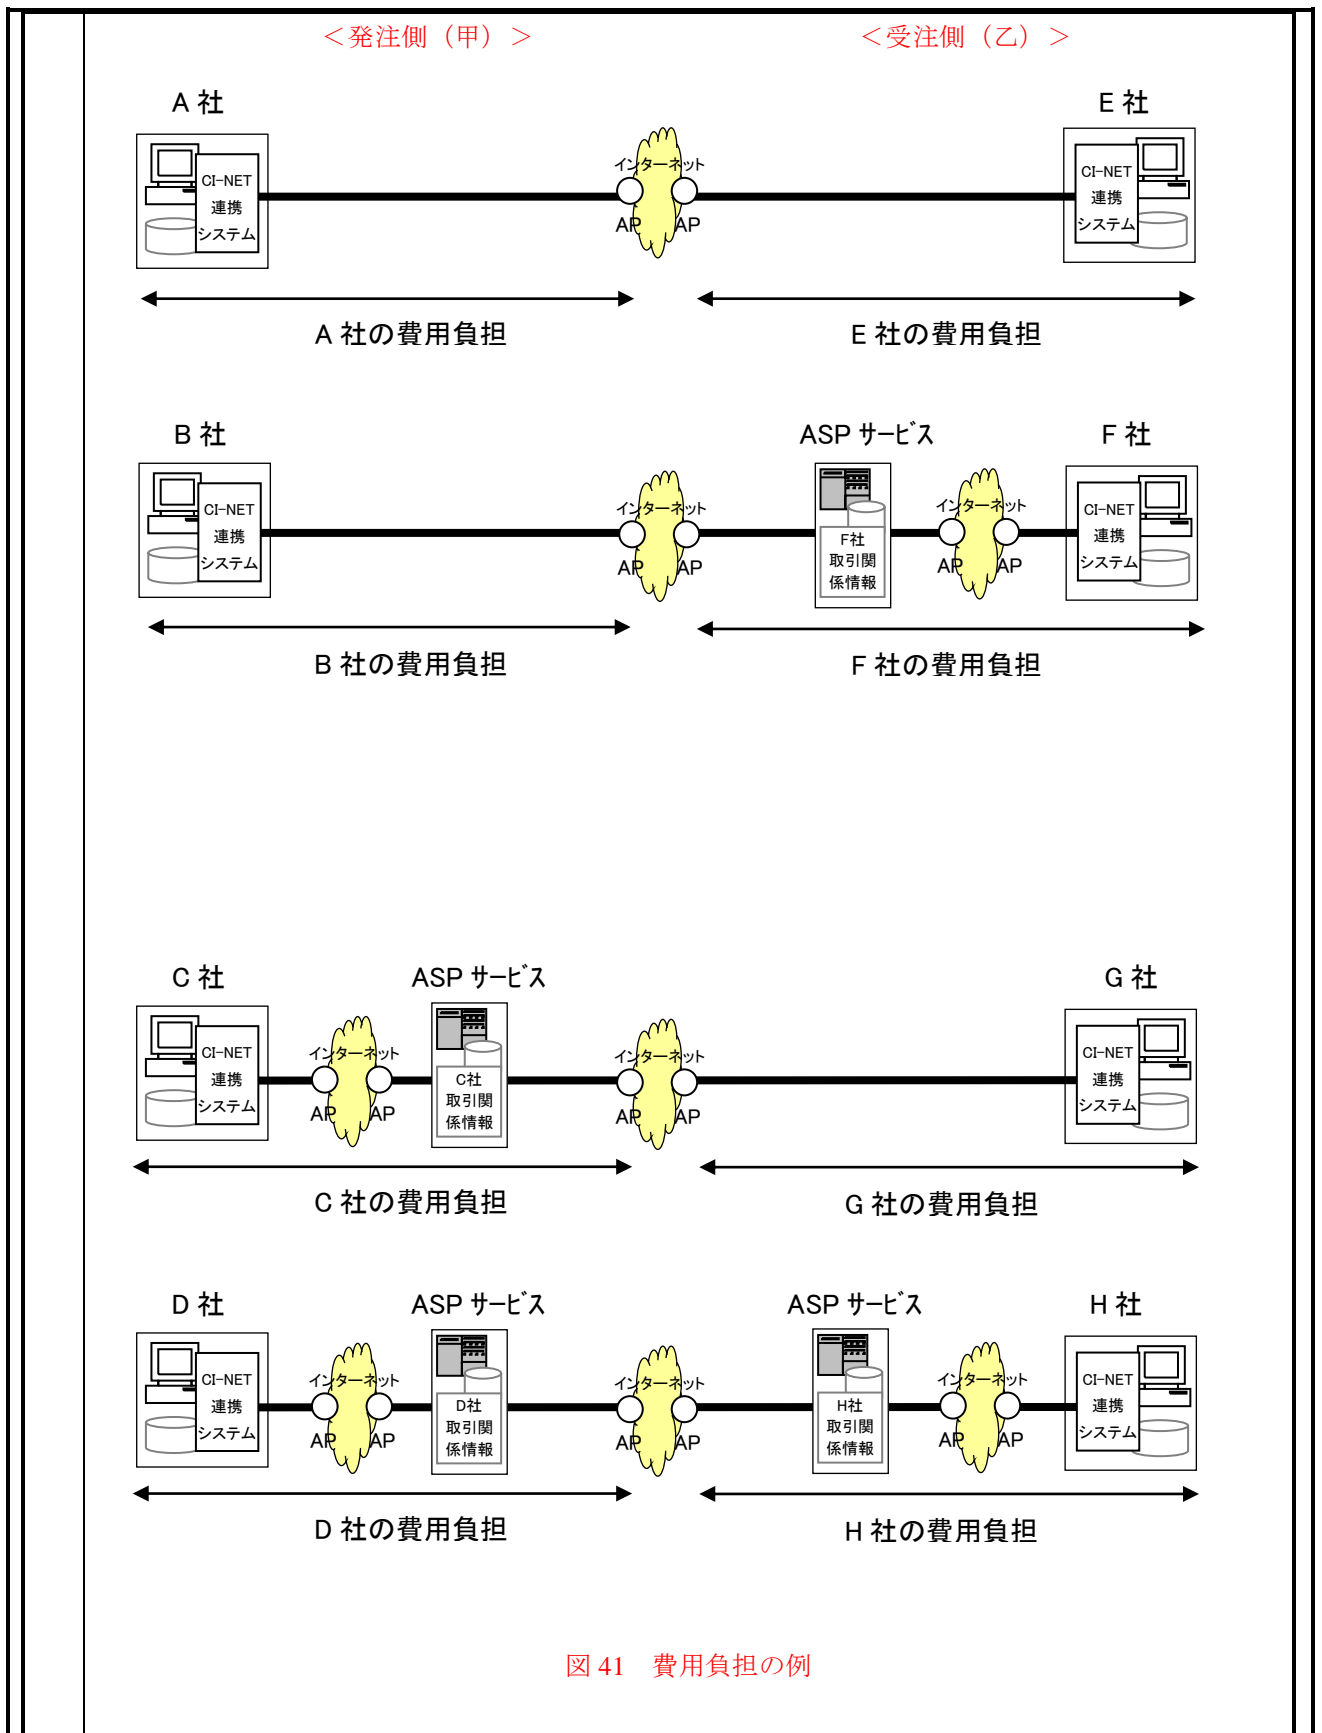 ＜発注側（甲）＞
＜受注側（乙）＞
A 社
E 社
CI-NET
連携
システム
インターネット
AP
AP
CI-NET
連携
システム
A 社の費用負担
E 社の費用負担
B 社
ASP サービス
F 社
CI-NET
連携
システム
インターネット
AP
AP
F社
取引関
係情報
インターネット
AP
AP
CI-NET
連携
システム
B 社の費用負担
F 社の費用負担
C 社
ASP サービス
G 社
CI-NET
連携
システム
インターネット
AP
AP
C社
取引関
係情報
インターネット
AP
AP
CI-NET
連携
システム
C 社の費用負担
G 社の費用負担
D 社
ASP サービス
ASP サービス
H 社
CI-NET
連携
システム
インターネット
AP
AP
D社
取引関
係情報
インターネット
AP
AP
H社
取引関
係情報
インターネット
AP
AP
CI-NET
連携
システム
D 社の費用負担
H 社の費用負担
図 41　費用負担の例